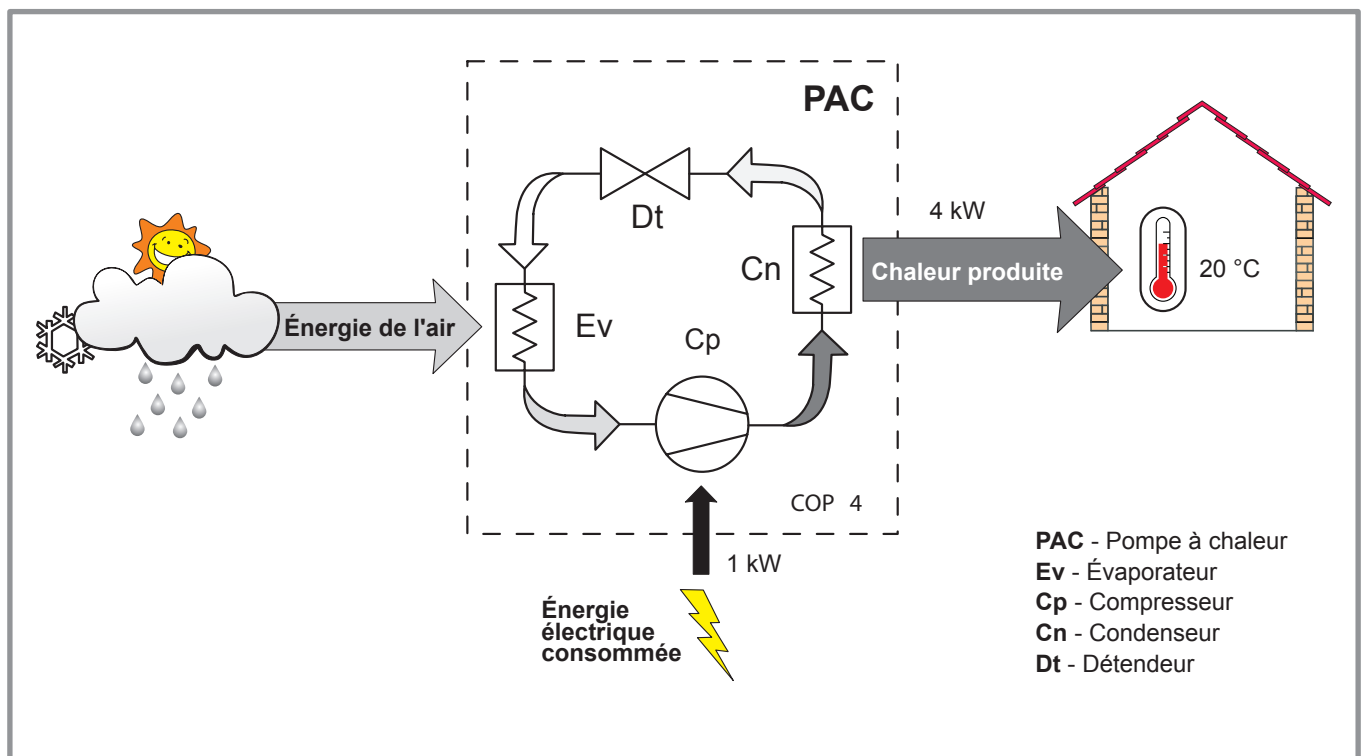 PAC
Dt
4 kW
Cn
Chaleur produite
20 °C
Énergie de l'air
Ev
Cp
COP 4
1 kW
Énergie
électrique
consommée
PAC - Pompe à chaleur
Ev - Évaporateur
Cp - Compresseur
Cn - Condenseur
Dt - Détendeur